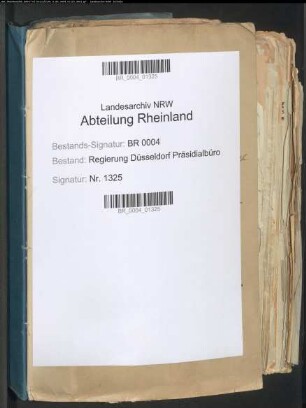 BR_0004_01325
Landesarchiv NRW
Abteilung Rheinland
Bestands-Signatur: BR 0004
Bestand: Regierung Düsseldorf Präsidialbüro
Signatur: Nr. 1325
BR_0004_01325